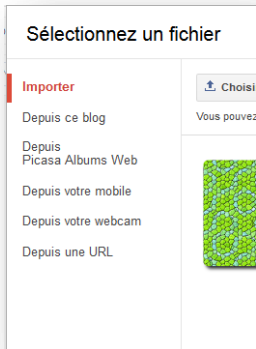 Sélectionnez un fichier
Importer
Depuis ce blog
Depuis
Picasa Albums Web
Depuis votre mobile
Depuis votre webcam
Depuis une URL
Choisi
Vous pouvez